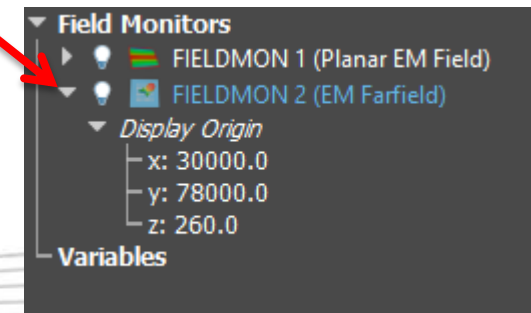 Field Monitors
FIELDMON 1 (Planar EM Field)
FIELDMON 2 (EM Farfield)
Display Origin
x: 30000.0
y: 78000.0
z: 260.0
Variables